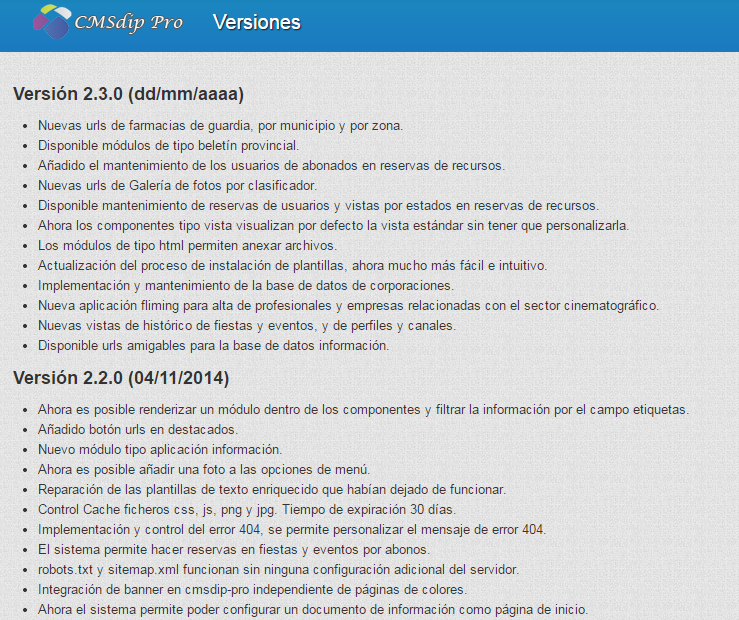 CMSdip Pro Versiones
Versión 2.3.0 (dd/mm/aaaa)
Nuevas urls de farmacias de guardia, por municipio y por zona.
Disponible módulos de tipo beletín provincial.
Añadido el mantenimiento de los usuarios de abonados en reservas de recursos.
Nuevas urls de Galería de fotos por clasificador.
Disponible mantenimiento de reservas de usuarios y vistas por estados en reservas de recursos.
Ahora los componentes tipo vista visualizan por defecto la vista estándar sin tener que personalizarla.
Los módulos de tipo html permiten anexar archivos.
Actualización del proceso de instalación de plantillas, ahora mucho más fácil e intuitivo.
Implementación y mantenimiento de la base de datos de corporaciones.
Nueva aplicación fliming para alta de profesionales y empresas relacionadas con el sector cinematográfico.
Nuevas vistas de histórico de fiestas y eventos, y de perfiles y canales.
Disponible urls amigables para la base de datos información.
Versión 2.2.0 (04/11/2014)
Ahora es posible renderizar un módulo dentro de los componentes y filtrar la información por el campo etiquetas.
Añadido botón urls en destacados.
Nuevo módulo tipo aplicación información.
Ahora es posible añadir una foto a las opciones de menú.
Reparación de las plantillas de texto enriquecido que habían dejado de funcionar.
Control Cache ficheros css, js, png y jpg. Tiempo de expiración 30 días.
Implementación y control del error 404, se permite personalizar el mensaje de error 404.
El sistema permite hacer reservas en fiestas y eventos por abonos.
robots.txt y sitemap.xml funcionan sin ninguna configuración adicional del servidor.
Integración de banner en cmsdip-pro independiente de páginas de colores.
Ahora el sistema permite poder configurar un documento de información como página de inicio.